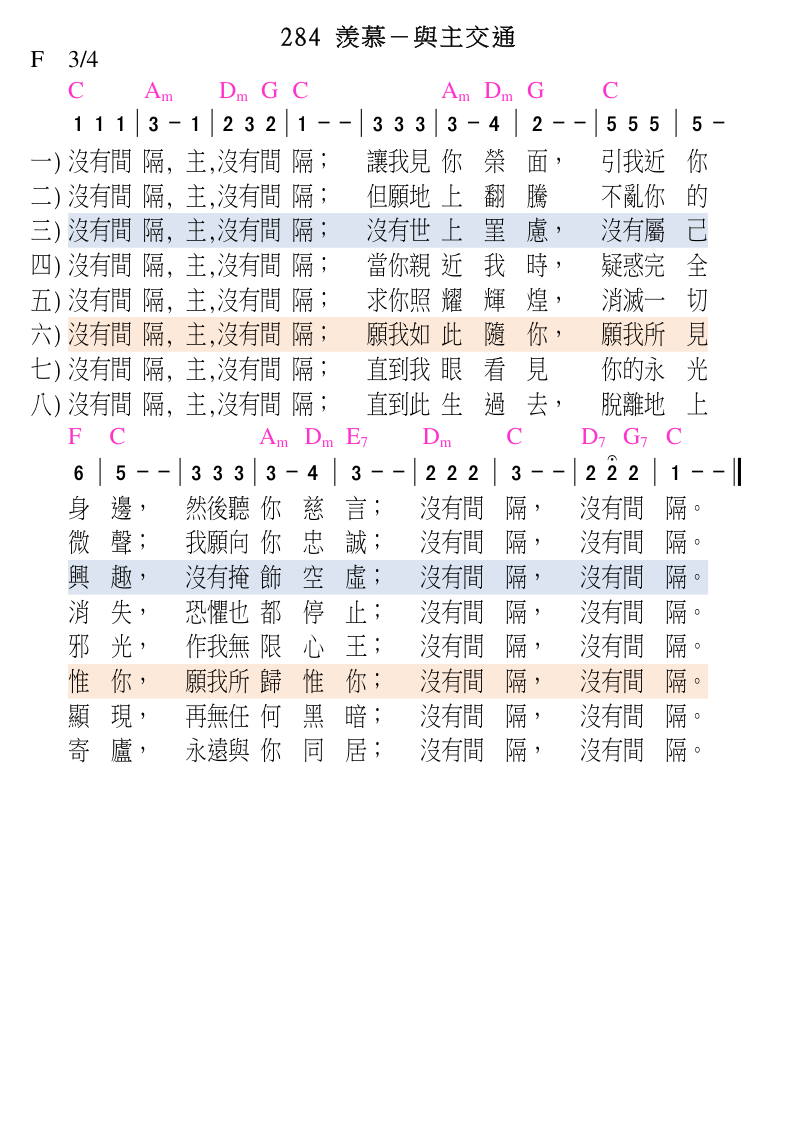 284 羨慕－與主交通
F 3/4
C Am Dm G C Am Dm G C
1 1 1 | 3 － 1 | 2 3 2 | 1 － － | 3 3 3 | 3 － 4 | 2 － － | 5 5 5 | 5 －
一) 沒有間 隔, 主,沒有間 隔； 讓我見 你 榮 面， 引我近 你
二) 沒有間 隔, 主,沒有間 隔； 但願地 上 翻 騰 不亂你 的
三) 沒有間 隔, 主,沒有間 隔； 沒有世 上 罣 慮， 沒有屬 己
四) 沒有間 隔, 主,沒有間 隔； 當你親 近 我 時， 疑惑完 全
五) 沒有間 隔, 主,沒有間 隔； 求你照 耀 輝 煌， 消滅一 切
六) 沒有間 隔, 主,沒有間 隔； 願我如 此 隨 你， 願我所 見
七) 沒有間 隔, 主,沒有間 隔； 直到我 眼 看 見 你的永 光
八) 沒有間 隔, 主,沒有間 隔； 直到此 生 過 去， 脫離地 上
F C Am Dm E7 Dm C D7 G7 C
6 | 5 － － | 3 3 3 | 3 － 4 | 3 － － | 2 2 2 | 3 － － | 2 2 2 | 1 － － ||
身 邊， 然後聽 你 慈 言； 沒有間 隔， 沒有間 隔。
微 聲； 我願向 你 忠 誠； 沒有間 隔， 沒有間 隔。
興 趣， 沒有掩 飾 空 虛； 沒有間 隔， 沒有間 隔。
消 失， 恐懼也 都 停 止； 沒有間 隔， 沒有間 隔。
邪 光， 作我無 限 心 王； 沒有間 隔， 沒有間 隔。
惟 你， 願我所 歸 惟 你； 沒有間 隔， 沒有間 隔。
顯 現， 再無任 何 黑 暗； 沒有間 隔， 沒有間 隔。
寄 廬， 永遠與 你 同 居； 沒有間 隔， 沒有間 隔。